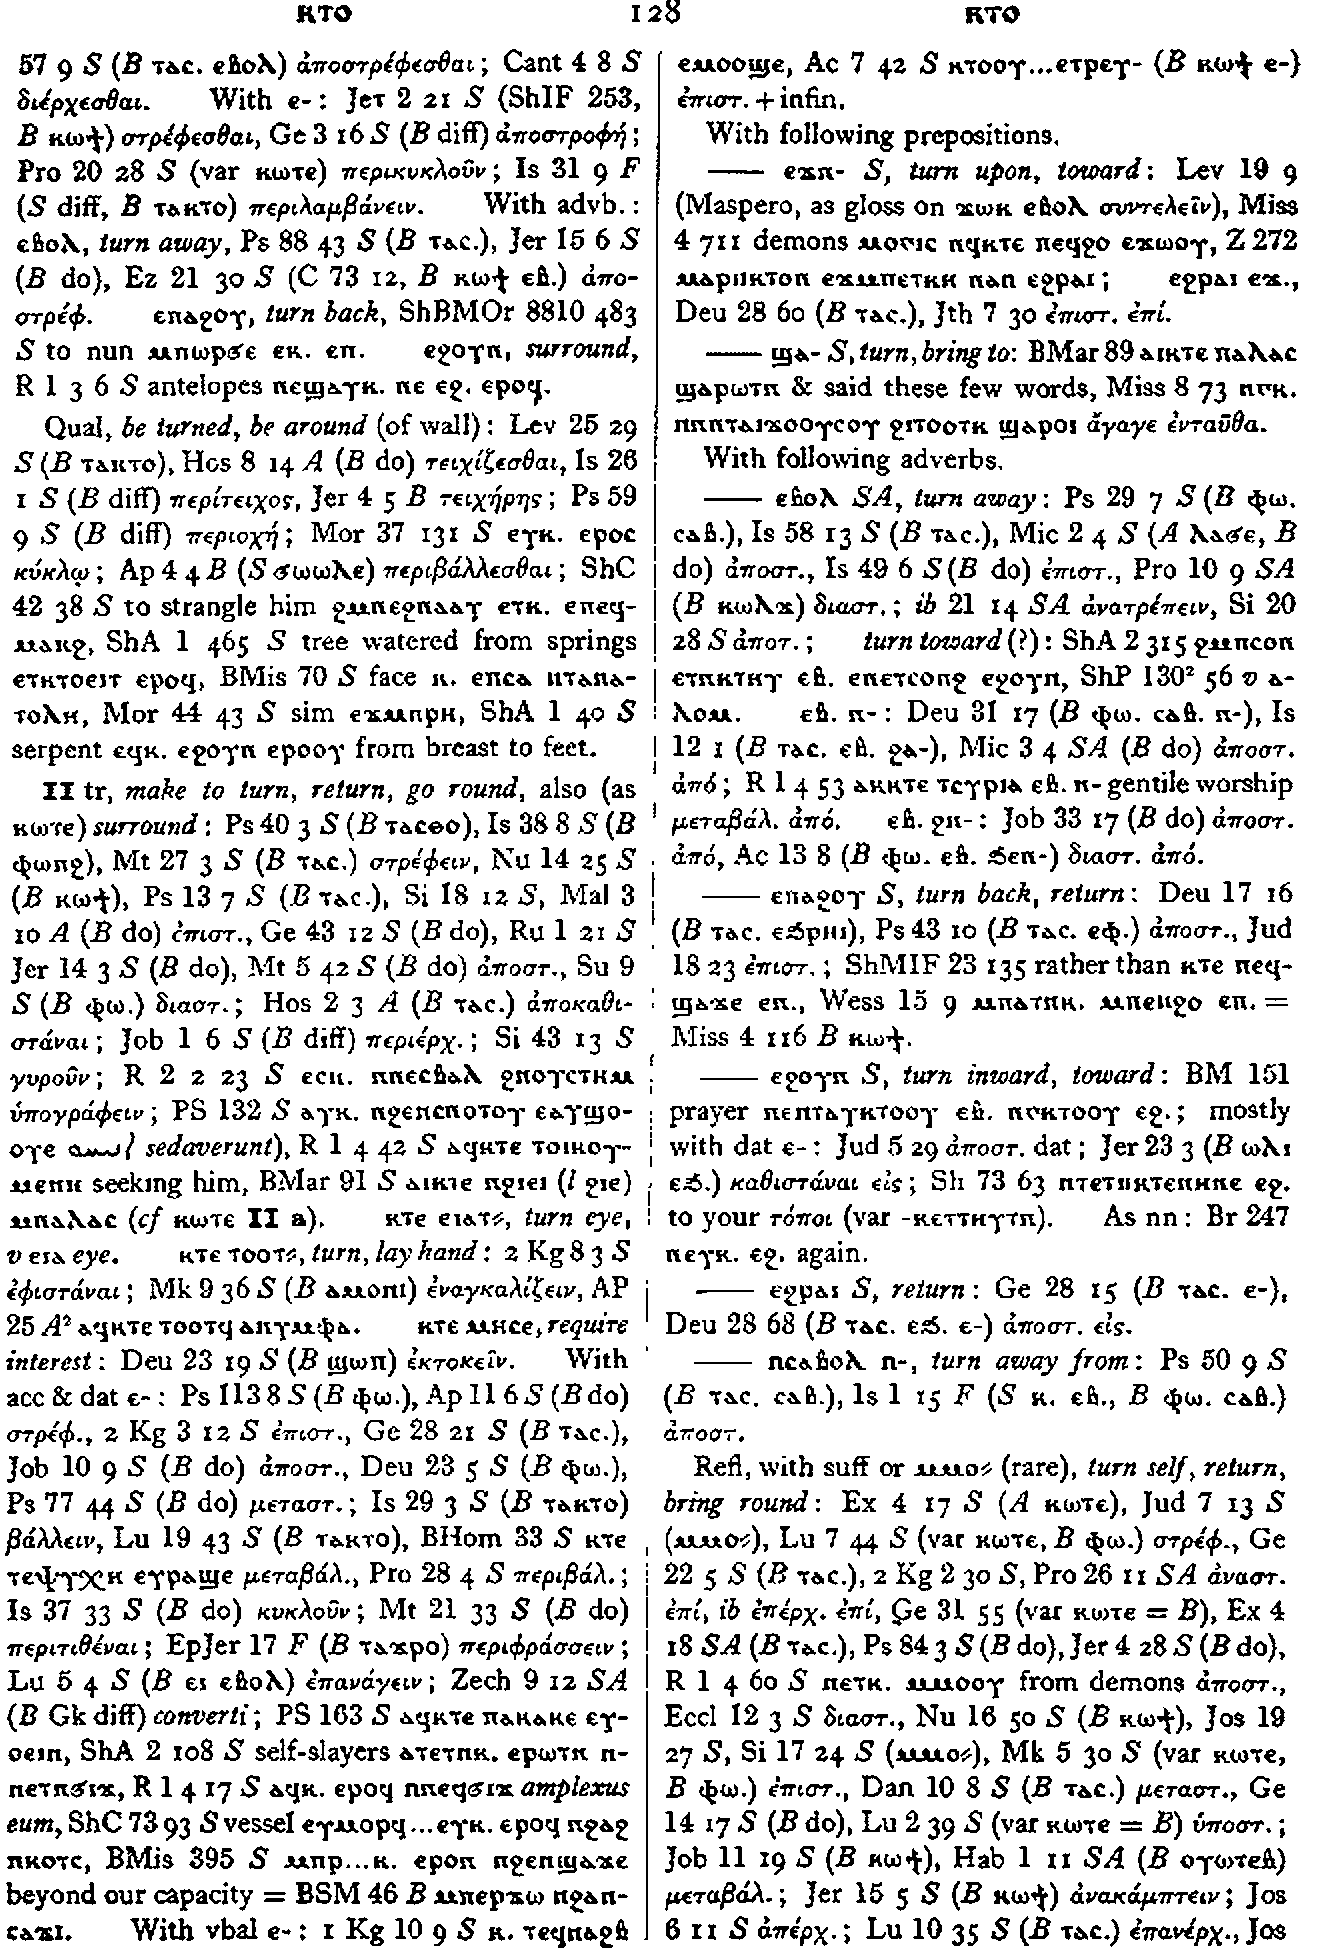 ⲕⲧⲟ 128 ⲕⲧⲟ
57 9 S (B ⲧⲁⲥ. ⲉⲃⲟⲗ) ἀποστρέφεσθαι; Cant 4 8 S
διέρχεσθαι. With ⲉ-: Jer 2 21 S (ShIF 253,
B ⲕⲱϯ) στρέφεσθαι, Ge 3 16 S (B diff) ἀποστροφή;
Pro 20 28 S (var ⲕⲱⲧⲉ) περικυκλοῦν; Is 31 9 F
(S diff, B ⲧⲁⲕⲧⲟ) περιλαμβάνειν. With advb.:
ⲉⲃⲟⲗ, turn away, Ps 88 43 S (B ⲧⲁⲥ.), Jer 15 6 S
(B do), Ez 21 30 S (C 73 12, B ⲕⲱϯ ⲉⲃ.) ἀπο-
στρέφ. ⲉⲡⲁϩⲟⲩ, turn back, ShBMOr 8810 483
S to nun ⲙⲡⲱⲣϭⲉ ⲉⲕ. ⲉⲡ. ⲉϩⲟⲩⲛ, surround,
R 1 3 6 S antelopes ⲛⲉϣⲁⲩⲕ. ⲡⲉ ⲉϩ. ⲉⲣⲟϥ.
Qual, be turned, be around (of wall): Lev 25 29
S (B ⲧⲁⲕⲧⲟ), Hos 8 14 A (B do) τειχίζεσθαι, Is 26
1 S (B diff) περίτειχος, Jer 4 5 B τειχήρης; Ps 59
9 S (B diff) περιοχή; Mor 37 131 S ⲉⲩⲕ. ⲉⲣⲟⲥ
κύκλῳ; Ap 4 4 B (S ϭⲱⲱⲗⲉ) περιβάλλεσθαι; ShC
42 38 S to strangle him ϩⲙⲡⲉⲣⲡⲁⲁⲩ ⲉⲧⲕ. ⲉⲡⲉϥ-
ⲙⲁⲕϩ, ShA 1 465 S tree watered from springs
ⲉⲧⲕⲧⲟⲉⲓⲧ ⲉⲣⲟϥ, BMis 70 S face ⲕ. ⲉⲡⲥⲁ ⲛⲧⲁⲛⲁ-
ⲧⲟⲗⲏ, Mor 44 43 S sim ⲉϫⲙⲡⲣⲏ, ShA 1 40 S
serpent ⲉϥⲕ. ⲉϩⲟⲩⲛ ⲉⲣⲟⲟⲩ from breast to feet.
II tr, make to turn, return, go round, also (as
ⲕⲱⲧⲉ) surround: Ps 40 3 S (B ⲧⲁⲥⲑⲟ), Is 38 8 S (B
ⲫⲱⲛϩ), Mt 27 3 S (B ⲧⲁⲥ.) στρέφειν, Nu 14 25 S
(B ⲕⲱϯ), Ps 13 7 S (B ⲧⲁⲥ.), Si 18 12 S, Mal 3
10 A (B do) ἐπιστ., Ge 43 12 S (B do), Ru 1 21 S
Jer 14 3 S (B do), Mt 5 42 S (B do) ἀποστ., Su 9
S (B ⲫⲱ.) διαστ.; Hos 2 3 A (B ⲧⲁⲥ.) ἀποκαθι-
στάναι; Job 1 6 S (B diff) περιέρχ.; Si 43 13 S
γυροῦν; R 2 2 23 S ⲉⲥⲕ. ⲛⲛⲉⲥⲃⲁⲗ ϩⲛⲟⲩⲥⲧⲏⲙ
ὑπογράφειν; PS 132 S ⲁⲩⲕ. ⲛϩⲉⲛⲥⲡⲟⲧⲟⲩ ⲉⲁⲩϣⲟ-
ⲟⲩⲉ l sedaverunt), R 1 4 42 S ⲁϥⲕⲧⲉ ⲧⲟⲓⲕⲟⲩ-
ⲙⲉⲛⲏ seeking him, BMar 91 S ⲁⲓⲕⲧⲉ ⲡϩⲓⲉⲓ (l ϩⲓⲉ)
ⲙⲡⲁⲗⲁⲥ (cf ⲕⲱⲧⲉ II a). ⲕⲧⲉ ⲉⲓⲁⲧ⸗, turn eye,
v ⲉⲓⲁ eye. ⲕⲧⲉ ⲧⲟⲟⲧ⸗, turn, lay hand: 2 Kg 8 3 S
ἐφιστάναι; Mk 9 36 S (B ⲁⲙⲟⲛⲓ) ἐναγκαλίζειν, AP
25 A² ⲁϥⲕⲧⲉ ⲧⲟⲟⲧϥ ⲁⲡⲩⲙⲫⲁ. ⲕⲧⲉ ⲙⲏⲥⲉ, require
interest: Deu 23 19 S (B ϣⲱⲡ) ἐκτοκεῖν. With
acc & dat ⲉ-: Ps 113 8 S (B ⲫⲱ.), Ap 11 6 S (B do)
στρέφ., 2 Kg 3 12 S ἐπιστ., Ge 28 21 S (B ⲧⲁⲥ.),
Job 10 9 S (B do) ἀποστ., Deu 23 5 S (B ⲫⲱ.),
Ps 77 44 S (B do) μεταστ.; Is 29 3 S (B ⲧⲁⲕⲧⲟ)
βάλλειν, Lu 19 43 S (B ⲧⲁⲕⲧⲟ), BHom 33 S ⲕⲧⲉ
ⲧⲉⲯⲩⲭⲏ ⲉⲩⲣⲁϣⲉ μεταβάλ., Pro 28 4 S περιβάλ.;
Is 37 33 S (B do) κυκλοῦν; Mt 21 33 S (B do)
περιτιθέναι; EpJer 17 F (B ⲧⲁϫⲣⲟ) περιφράσσειν;
Lu 5 4 S (B ⲉⲓ ⲉⲃⲟⲗ) ἐπανάγειν; Zech 9 12 SA
(B Gk diff) converti; PS 163 S ⲁϥⲕⲧⲉ ⲡⲁⲕⲁⲕⲉ ⲉⲩ-
ⲟⲉⲓⲛ, ShA 2 108 S self-slayers ⲁⲧⲉⲧⲛⲕ. ⲉⲣⲱⲧⲛ ⲛ-
ⲛⲉⲧⲛϭⲓϫ, R 1 4 17 S ⲁϥⲕ. ⲉⲣⲟϥ ⲛⲛⲉϥϭⲓϫ amplexus
eum, ShC 73 93 S vessel ⲉⲩⲙⲟⲣϥ...ⲉⲩⲕ. ⲉⲣⲟϥ ⲛϩⲁϩ
ⲛⲕⲟⲧⲥ, BMis 395 S ⲙⲡⲣ...ⲕ. ⲉⲣⲟⲛ ⲛϩⲉⲛϣⲁϫⲉ
beyond our capacity = BSM 46 B ⲙⲡⲉⲣϫⲱ ⲛϩⲁⲛ-
ⲥⲁϫⲓ. With vbal ⲉ-: 1 Kg 10 9 S ⲕ. ⲧⲉϥⲛⲁϩⲃ
ⲉⲙⲟⲟϣⲉ, Ac 7 42 S ⲕⲧⲟⲟⲩ...ⲉⲧⲣⲉⲩ- (B ⲕⲱϯ ⲉ-)
ἐπιστ. + infin.
With following prepositions.
—— ⲉϫⲛ- S, turn upon, toward: Lev 19 9
(Maspero, as gloss on ϫⲱⲕ ⲉⲃⲟⲗ συντελεῖν), Miss
4 711 demons ⲙⲟⲅⲓⲥ ⲛϥⲕⲧⲉ ⲡⲉϥϩⲟ ⲉϫⲱⲟⲩ, Z 272
ⲙⲁⲣⲛⲕⲧⲟⲛ ⲉϫⲙⲡⲉⲧⲕⲏ ⲛⲁⲛ ⲉϩⲣⲁⲓ; ⲉϩⲣⲁⲓ ⲉϫ.,
Deu 28 60 (B ⲧⲁⲥ.), Jth 7 30 ἐπιστ. ἐπί.
—— ϣⲁ- S, turn, bring to: BMar 89 ⲁⲓⲕⲧⲉ ⲡⲁⲗⲁⲥ
ϣⲁⲣⲱⲧⲛ & said these few words, Miss 8 73 ⲛⲅⲕ.
ⲛⲛⲛⲧⲁⲓϫⲟⲟⲩⲥⲟⲩ ϩⲓⲧⲟⲟⲧⲕ ϣⲁⲣⲟⲓ ἄγαγε ἐνταῦθα.
With following adverbs.
—— ⲉⲃⲟⲗ SA, turn away: Ps 29 7 S (B ⲫⲱ.
ⲥⲁⲃ.), Is 58 13 S (B ⲧⲁⲥ.), Mic 2 4 S (A ⲗⲁϭⲉ, B
do) ἀποστ., Is 49 6 S (B do) ἐπιστ., Pro 10 9 SA
(B ⲕⲱⲗϫ) διαστ.; ib 21 14 SA ἀνατρέπειν, Si 20
28 S ἀποτ.; turn toward (?): ShA 2 315 ϩⲙⲡⲥⲟⲡ
ⲉⲧⲛⲕⲧⲏⲩ ⲉⲃ. ⲉⲛⲉⲧⲥⲟⲛϩ ⲉϩⲟⲩⲛ, ShP 130² 56 v ⲁ-
ⲗⲟⲙ. ⲉⲃ. ⲛ-: Deu 31 17 (B ⲫⲱ. ⲥⲁⲃ. ⲛ-), Is
12 1 (B ⲧⲁⲥ. ⲉⲃ. ϩⲁ-), Mic 3 4 SA (B do) ἀποστ.
ἀπό; R 1 4 53 ⲁⲕⲕⲧⲉ ⲧⲥⲩⲣⲓⲁ ⲉⲃ. ⲛ- gentile worship
μεταβάλ. ἀπό. ⲉⲃ. ϩⲛ-: Job 33 17 (B do) ἀποστ.
ἀπό, Ac 13 8 (B ⲫⲱ. ⲉⲃ. ϧⲉⲛ-) διαστ. ἀπό.
—— ⲉⲡⲁϩⲟⲩ S, turn back, return: Deu 17 16
(B ⲧⲁⲥ. ⲉϧⲣⲏⲓ), Ps 43 10 (B ⲧⲁⲥ. ⲉⲫ.) ἀποστ., Jud
18 23 ἐπιστ.; ShMIF 23 135 rather than ⲕⲧⲉ ⲡⲉϥ-
ϣⲁϫⲉ ⲉⲡ., Wess 15 9 ⲙⲡⲁⲧⲛⲕ. ⲙⲡⲉⲛϩⲟ ⲉⲡ. =
Miss 4 116 B ⲕⲱϯ.
—— ⲉϩⲟⲩⲛ S, turn inward, toward: BM 151
prayer ⲛⲉⲛⲧⲁⲩⲕⲧⲟⲟⲩ ⲉⲃ. ⲛⲅⲕⲧⲟⲟⲩ ⲉϩ.; mostly
with dat ⲉ-: Jud 5 29 ἀποστ. dat; Jer 23 3 (B ⲱⲗⲓ
ⲉϧ.) καθιστάναι εἰς; Sh 73 63 ⲛⲧⲉⲧⲛⲕⲧⲉⲛⲏⲛⲉ ⲉϩ.
to your τόποι (var -ⲕⲉⲧⲧⲏⲩⲧⲛ). As nn: Br 247
ⲡⲉⲩⲕ. ⲉϩ. again.
—— ⲉϩⲣⲁⲓ S, return: Ge 28 15 (B ⲧⲁⲥ. ⲉ-),
Deu 28 68 (B ⲧⲁⲥ. ⲉϧ. ⲉ-) ἀποστ. εἰς.
—— ⲛⲥⲁⲃⲟⲗ ⲛ-, turn away from: Ps 50 9 S
(B ⲧⲁⲥ. ⲥⲁⲃ.), Is 1 15 F (S ⲕ. ⲉⲃ., B ⲫⲱ. ⲥⲁⲃ.)
ἀποστ.
Refl, with suff or ⲙⲙⲟ⸗ (rare), turn self, return,
bring round: Ex 4 17 S (A ⲕⲱⲧⲉ), Jud 7 13 S
(ⲙⲙⲟ⸗), Lu 7 44 S (var ⲕⲱⲧⲉ, B ⲫⲱ.) στρέφ., Ge
22 5 S (B ⲧⲁⲥ.), 2 Kg 2 30 S, Pro 26 11 SA ἀναστ.
ἐπί, ib ἐπέρχ. ἐπί, Ge 31 55 (var ⲕⲱⲧⲉ = B), Ex 4
18 SA (B ⲧⲁⲥ.), Ps 84 3 S (B do), Jer 4 28 S (B do),
R 1 4 60 S ⲡⲉⲧⲕ. ⲙⲙⲟⲟⲩ from demons ἀποστ.,
Eccl 12 3 S διαστ., Nu 16 50 S (B ⲕⲱϯ), Jos 19
27 S, Si 17 24 S (ⲙⲙⲟ⸗), Mk 5 30 S (var ⲕⲱⲧⲉ,
B ⲫⲱ.) ἐπιστ., Dan 10 8 S (B ⲧⲁⲥ.) μεταστ., Ge
14 17 S (B do), Lu 2 39 S (var ⲕⲱⲧⲉ = B) ὑποστ.;
Job 11 19 S (B ⲕⲱϯ), Hab 1 11 SA (B ⲟⲩⲱⲧⲉⲃ)
μεταβάλ.; Jer 15 5 S (B ⲕⲱϯ) ἀνακάμπτειν; Jos
6 11 S ἀπέρχ.; Lu 10 35 S (B ⲧⲁⲥ.) ἐπανέρχ., Jos